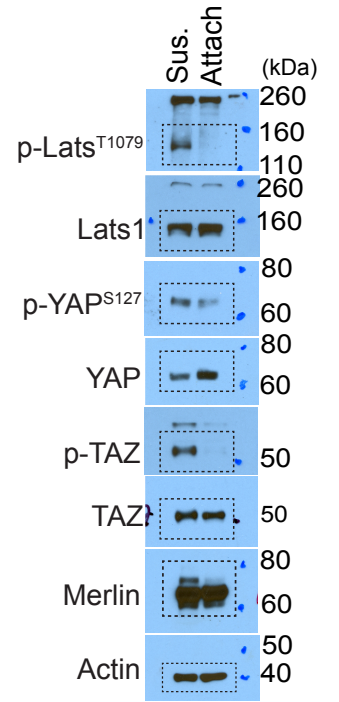 Sus. Attach (kDa)
260
p-Lats^T1079 160
110
260
Lats1 160
80
p-YAP^S127 60
80
YAP 60
p-TAZ 50
TAZ } 50
80
Merlin 60
50
Actin 40